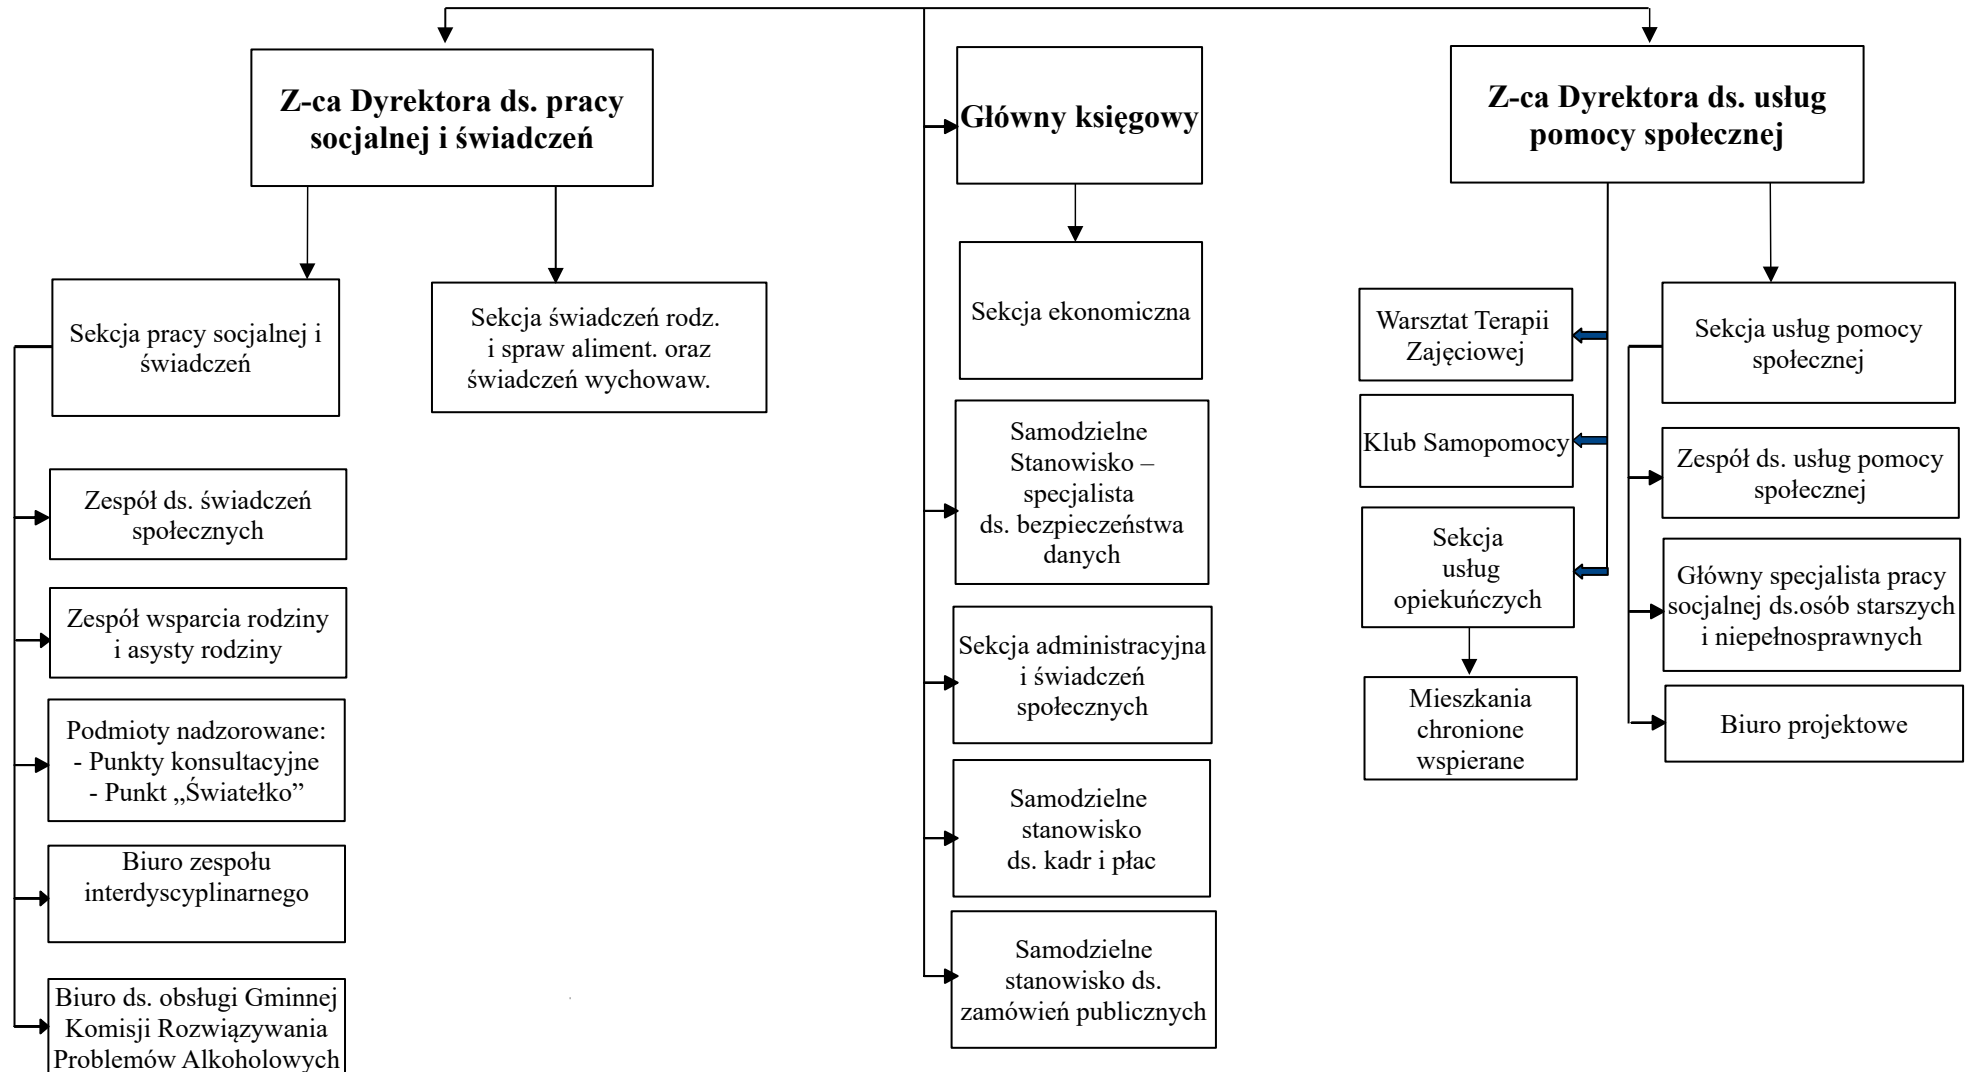 Z-ca Dyrektora ds. pracy
socjalnej i świadczeń
Główny księgowy
Z-ca Dyrektora ds. usług
pomocy społecznej
Sekcja pracy socjalnej i
świadczeń
Sekcja świadczeń rodz.
i spraw aliment. oraz
świadczeń wychowaw.
Zespół ds. świadczeń
społecznych
Zespół wsparcia rodziny
i asysty rodziny
Podmioty nadzorowane:
- Punkty konsultacyjne
- Punkt „Światełko”
Biuro zespołu
interdyscyplinarnego
Biuro ds. obsługi Gminnej
Komisji Rozwiązywania
Problemów Alkoholowych
Sekcja ekonomiczna
Samodzielne
Stanowisko –
specjalista
ds. bezpieczeństwa
danych
Sekcja administracyjna
i świadczeń
społecznych
Samodzielne
stanowisko
ds. kadr i płac
Samodzielne
stanowisko ds.
zamówień publicznych
Warsztat Terapii
Zajęciowej
Klub Samopomocy
Sekcja
usług
opiekuńczych
Mieszkania
chronione
wspierane
Sekcja usług pomocy
społecznej
Zespół ds. usług pomocy
społecznej
Główny specjalista pracy
socjalnej ds.osób starszych
i niepełnosprawnych
Biuro projektowe